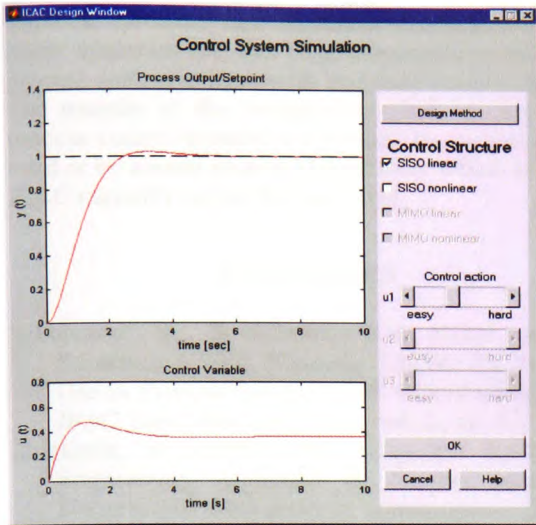 ICAC Design Window
Control System Simulation
Process Output/Setpoint
1.4
1.2
1
0.8
0.6
0.4
0.2
0
y (t)
0
2
4
6
8
10
time [sec]
Control Variable
0.8
0.6
0.4
0.2
0
u (t)
0
2
4
6
8
10
time [s]
Design Method
Control Structure
SISO linear
SISO nonlinear
MIMO linear
MIMO nonlinear
Control action
u1
easy hard
u2
easy hard
u3
easy hard
OK
Cancel Help